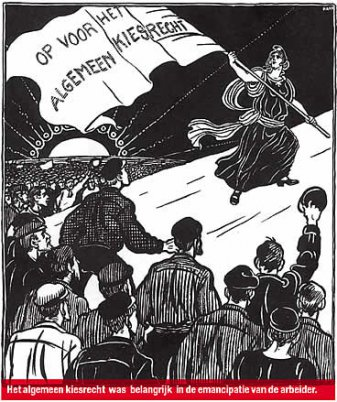 OP VOOR HET
ALGEMEEN KIESRECHT
Het algemeen kiesrecht was belangrijk in de emancipatie van de arbeider.